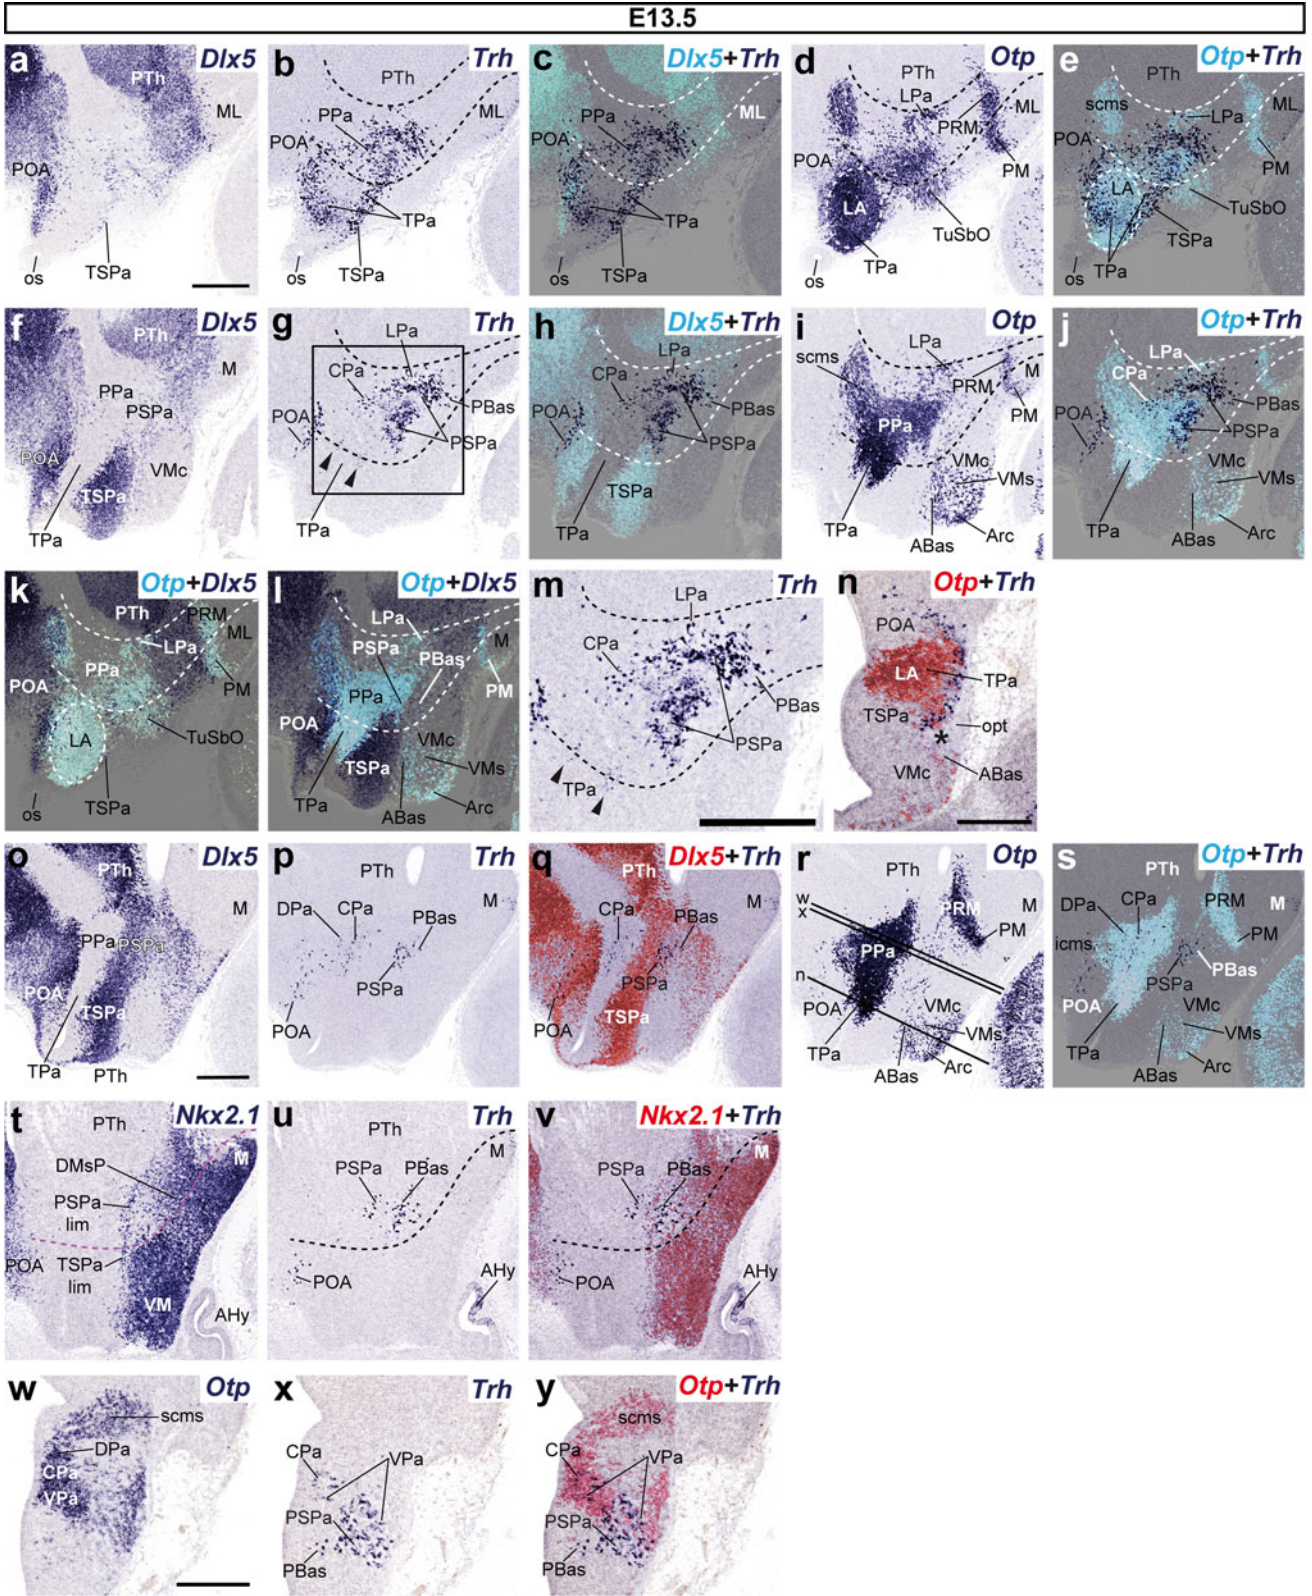 E13.5
a Dlx5
PTh
ML
POA
os
TSPa
b Trh
PTh
ML
PPa
POA
TPa
os
TSPa
c Dlx5+Trh
PPa
ML
POA
TPa
os
TSPa
d Otp
PTh
LPa
ML
PRM
POA
PM
LA
TuSbO
os
TPa
e Otp+Trh
PTh
scms
LPa
ML
POA
PM
LA
TuSbO
TSPa
os
TPa
f Dlx5
PTh
M
PPa
PSPa
POA
VMc
TSPa
TPa
g Trh
LPa
CPa
PBas
POA
PSPa
TPa
h Dlx5+Trh
LPa
CPa
PBas
POA
PSPa
TSPa
TPa
i Otp
scms
LPa
M
PRM
PM
PPa
VMc
VMs
TPa
ABas
Arc
j Otp+Trh
LPa
CPa
PBas
POA
PSPa
VMc
VMs
TPa
ABas
Arc
k Otp+Dlx5
PTh
PRM
LPa
ML
PPa
POA
PM
LA
TuSbO
os
TSPa
l Otp+Dlx5
LPa
M
PSPa
PBas
PPa
PM
POA
VMc
TSPa
VMs
TPa
ABas
Arc
m Trh
LPa
CPa
PBas
PSPa
TPa
n Otp+Trh
POA
LA
TPa
TSPa
opt
*
VMc
ABas
o Dlx5
PTh
M
PPa
PSPa
POA
TSPa
TPa
PTh
p Trh
PTh
DPa
CPa
M
PBas
PSPa
POA
q Dlx5+Trh
PTh
CPa
PBas
PSPa
POA
TSPa
r Otp
PTh
w
x
M
PRM
PM
PPa
n
POA
VMc
VMs
TPa
ABas
Arc
s Otp+Trh
PTh
DPa
CPa
PRM
M
icms
PM
PSPa
PBas
POA
VMc
VMs
TPa
ABas
Arc
t Nkx2.1
PTh
M
DMsP
PSPa
lim
TSPa
lim
POA
VM
AHy
u Trh
PTh
M
PSPa
PBas
POA
AHy
v Nkx2.1+Trh
M
PSPa
PBas
POA
AHy
w Otp
scms
DPa
CPa
VPa
x Trh
CPa
VPa
PSPa
PBas
y Otp+Trh
scms
CPa
VPa
PSPa
PBas